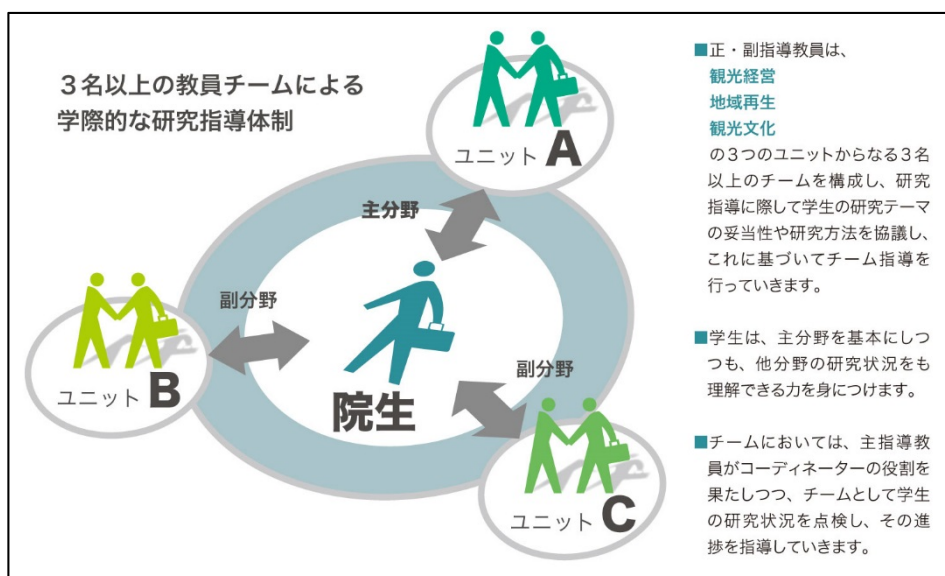 3名以上の教員チームによる
学際的な研究指導体制
ユニット A
主分野
副分野
ユニット B
院生
副分野
ユニット C
■正・副指導教員は、
観光経営
地域再生
観光文化
の3つのユニットからなる3名
以上のチームを構成し、研究
指導に際して学生の研究テーマ
の妥当性や研究方法を協議し、
これに基づいてチーム指導を
行っていきます。
■学生は、主分野を基本にしつ
つも、他分野の研究状況をも
理解できる力を身につけます。
■チームにおいては、主指導教
員がコーディネーターの役割を
果たしつつ、チームとして学生
の研究状況を点検し、その進
捗を指導していきます。